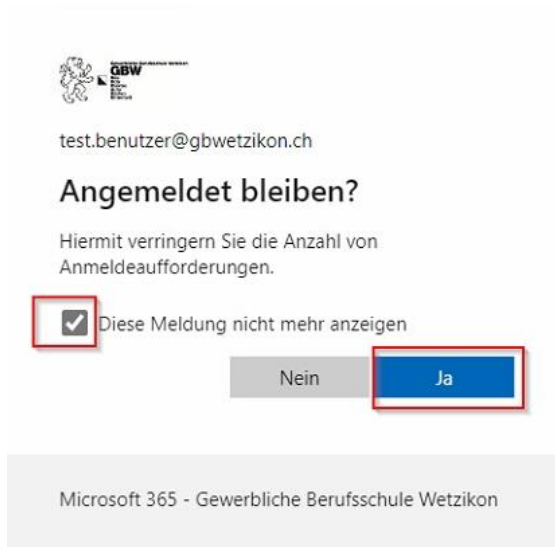 GBW
test.benutzer@gbwetzikon.ch
Angemeldet bleiben?
Hiermit verringern Sie die Anzahl von
Anmeldeaufforderungen.
Diese Meldung nicht mehr anzeigen
Nein
Ja
Microsoft 365 - Gewerbliche Berufsschule Wetzikon